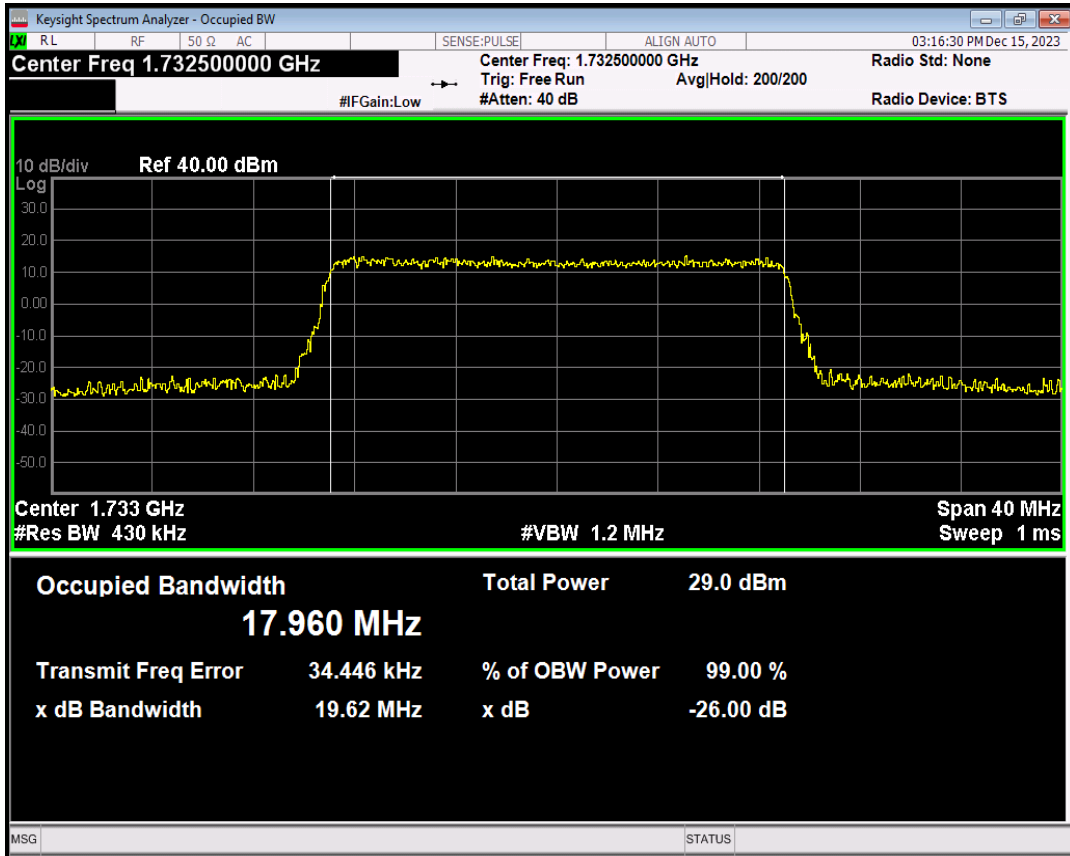 Keysight Spectrum Analyzer - Occupied BW
LXI RL RF 50 Ω AC SENSE:PULSE ALIGN AUTO 03:16:30 PM Dec 15, 2023
Center Freq 1.732500000 GHz Center Freq: 1.732500000 GHz Radio Std: None
Trig: Free Run Avg|Hold: 200/200
#IFGain:Low #Atten: 40 dB Radio Device: BTS
10 dB/div Ref 40.00 dBm
Log
30.0
20.0
10.0
0.00
-10.0
-20.0
-30.0
-40.0
-50.0
Center 1.733 GHz Span 40 MHz
#Res BW 430 kHz #VBW 1.2 MHz Sweep 1 ms
Occupied Bandwidth Total Power 29.0 dBm
17.960 MHz
Transmit Freq Error 34.446 kHz % of OBW Power 99.00 %
x dB Bandwidth 19.62 MHz x dB -26.00 dB
MSG STATUS